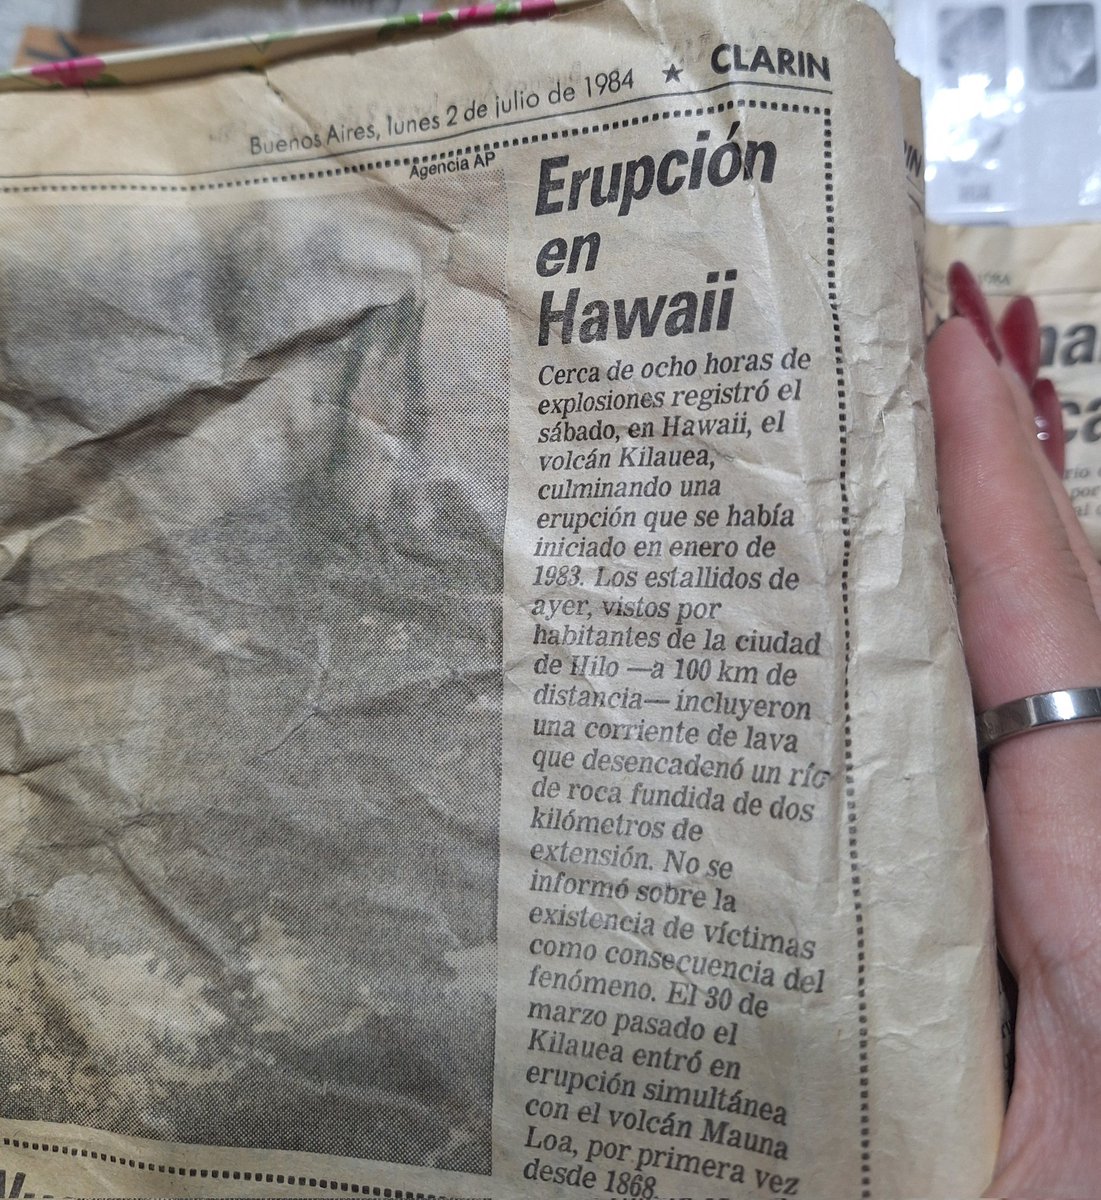 Buenos Aires, lunes 2 de julio de 1984 ★ CLARIN
Agencia AP
Erupción
en
Hawaii
Cerca de ocho horas de
explosiones registró el
sábado, en Hawaii, el
volcán Kilauea,
culminando una
erupción que se había
iniciado en enero de
1983. Los estallidos de
ayer, vistos por
habitantes de la ciudad
de Hilo —a 100 km de
distancia— incluyeron
una corriente de lava
que desencadenó un río
de roca fundida de dos
kilómetros de
extensión. No se
informó sobre la
existencia de víctimas
como consecuencia del
fenómeno. El 30 de
marzo pasado el
Kilauea entró en
erupción simultánea
con el volcán Mauna
Loa, por primera vez
desde 1868.